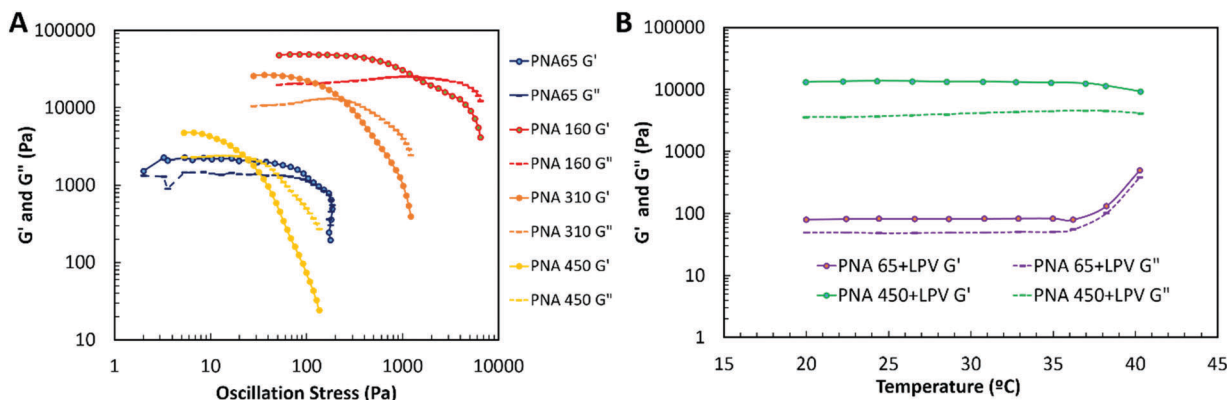 A
G' and G" (Pa)
100000
10000
1000
100
10
1
10
100
1000
10000
Oscillation Stress (Pa)
PNA65 G'
PNA65 G"
PNA 160 G'
PNA 160 G"
PNA 310 G'
PNA 310 G"
PNA 450 G'
PNA 450 G"
B
G' and G" (Pa)
100000
10000
1000
100
10
1
15
20
25
30
35
40
45
Temperature (ºC)
PNA 65+LPV G'
PNA 65+LPV G"
PNA 450+LPV G'
PNA 450+LPV G"